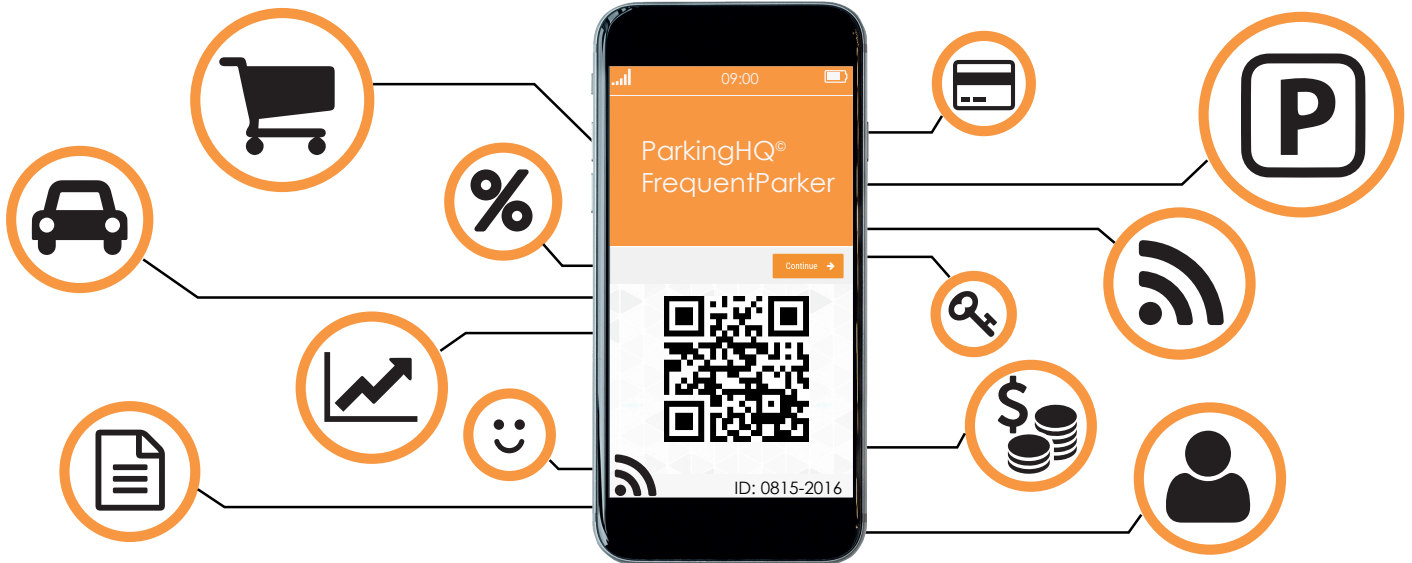 09:00
ParkingHQ©
FrequentParker
Continue
ID: 0815-2016
%
P
$